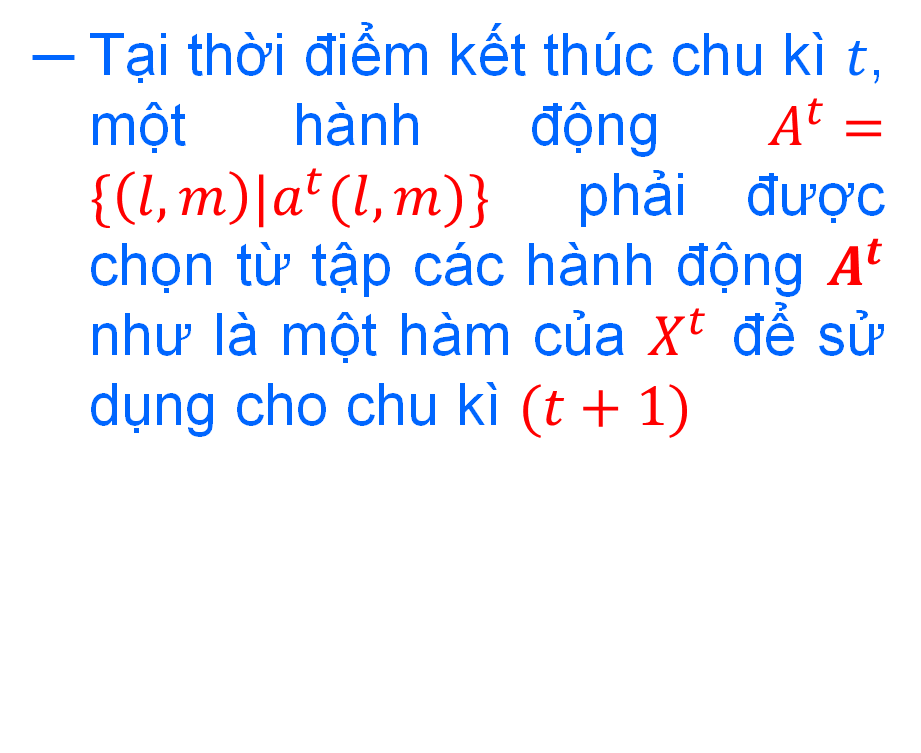 – Tại thời điểm kết thúc chu kì t,
một hành động Aᵗ =
{(l, m)|aᵗ(l, m)} phải được
chọn từ tập các hành động Aᵗ
như là một hàm của Xᵗ để sử
dụng cho chu kì (t + 1)